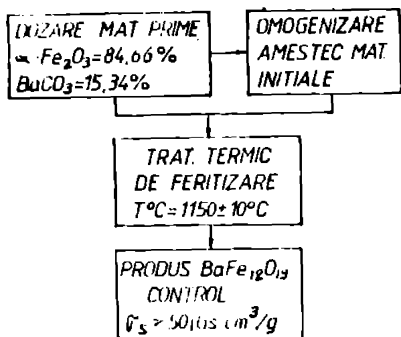 DOZARE MAT PRIME
∝ Fe₂O₃=84,66%
BaCO₃=15,34%
OMOGENIZARE
AMESTEC MAT.
INITIALE
TRAT. TERMIC
DE FERITIZARE
T°C=1150±10°C
PRODUS BaFe₁₂O₁₉
CONTROL
cm³/g